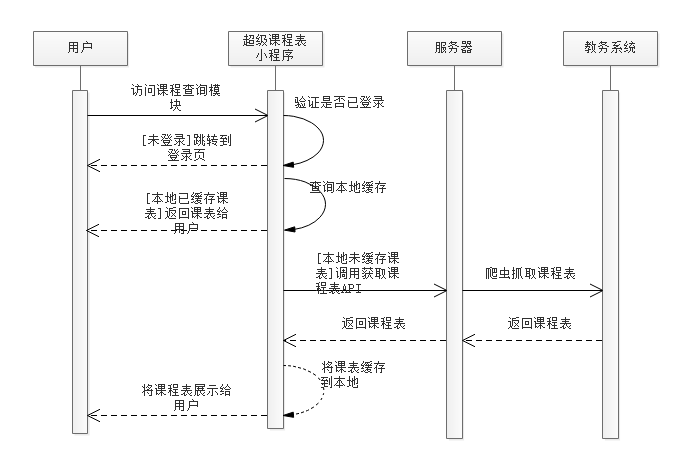 用户
超级课程表
小程序
服务器
教务系统
访问课程查询模
块
验证是否已登录
[未登录]跳转到
登录页
查询本地缓存
[本地已缓存课
表]返回课表给
用户
[本地未缓存课
表]调用获取课
程表API
爬虫抓取课程表
返回课程表
返回课程表
将课表缓存
到本地
将课程表展示给
用户